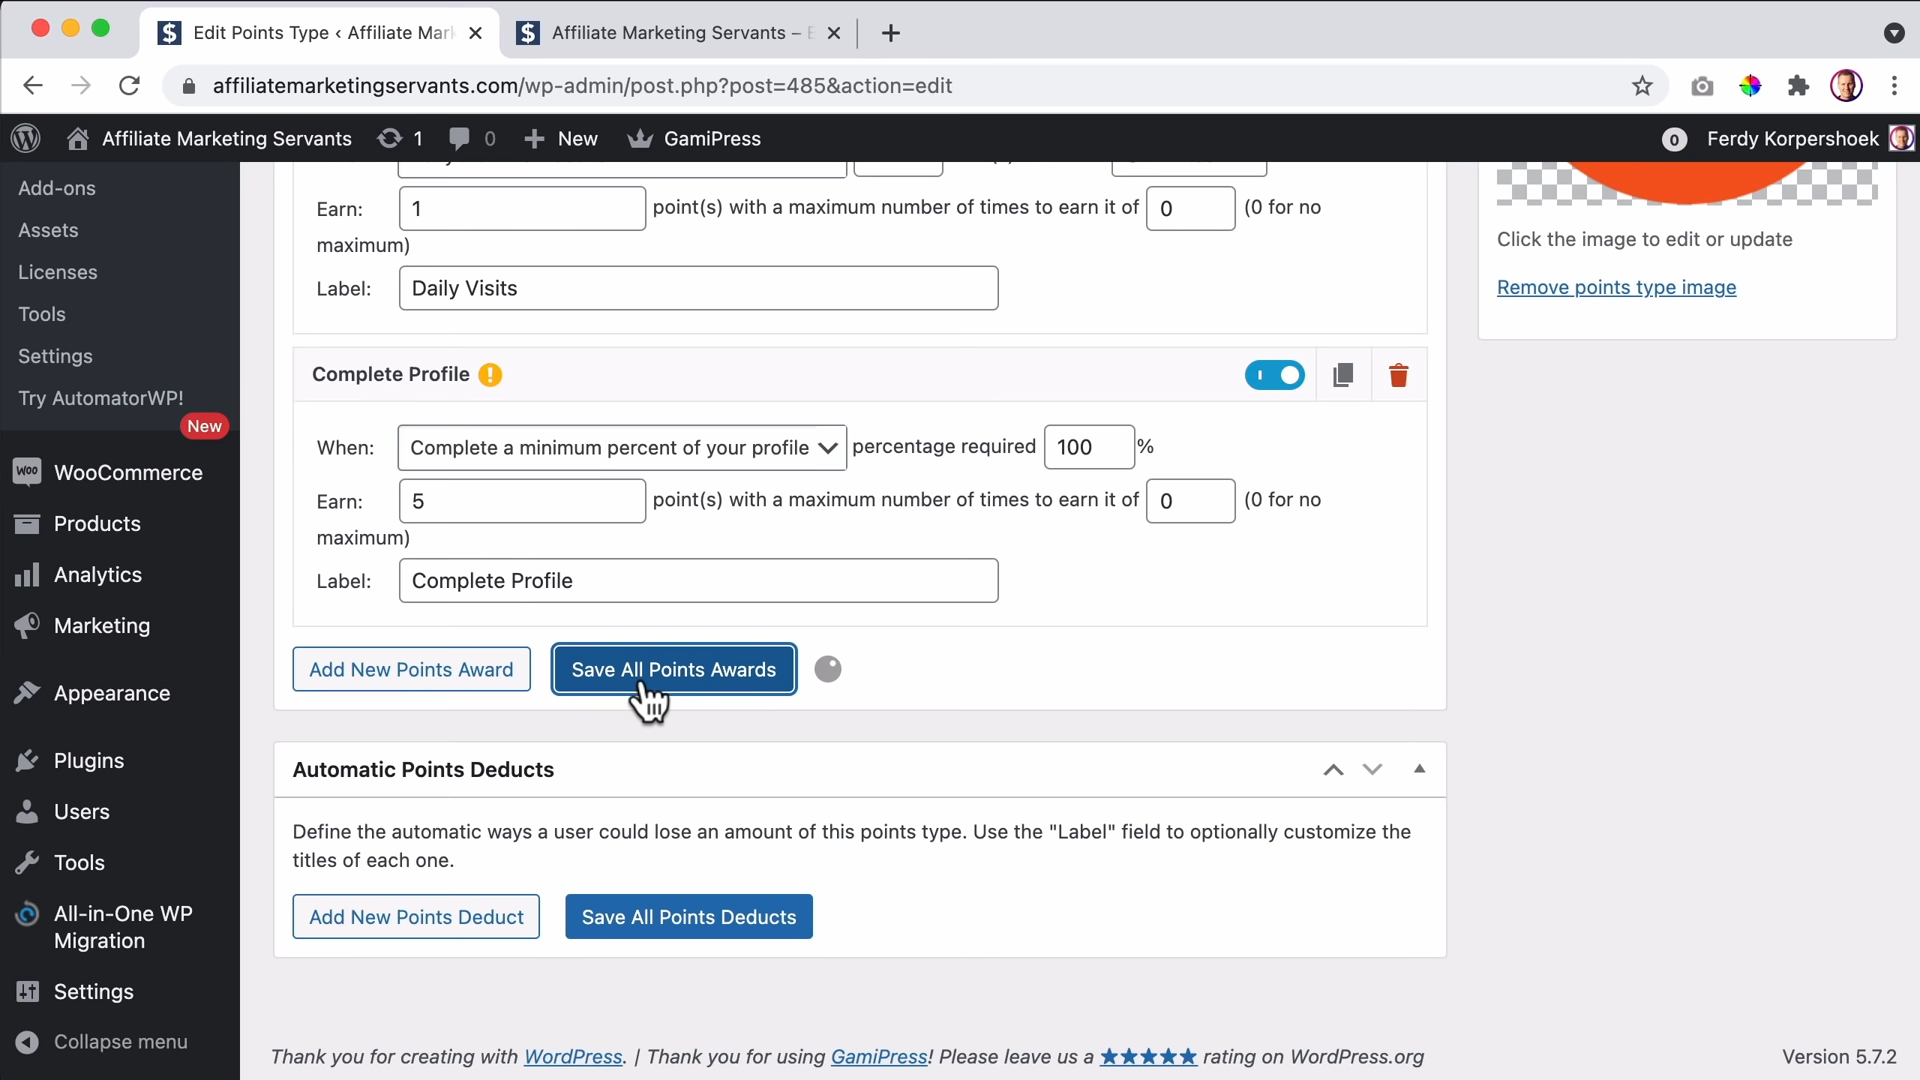 Edit Points Type ‹ Affiliate Mar
Affiliate Marketing Servants –
affiliatemarketingservants.com/wp-admin/post.php?post=485&action=edit
Affiliate Marketing Servants
1
0
New
GamiPress
0
Ferdy Korpershoek
Add-ons
Assets
Licenses
Tools
Settings
Try AutomatorWP!
New
WooCommerce
Products
Analytics
Marketing
Appearance
Plugins
Users
Tools
All-in-One WP
Migration
Settings
Collapse menu
Earn: 1 point(s) with a maximum number of times to earn it of 0 (0 for no
maximum)
Label: Daily Visits
Complete Profile !
When: Complete a minimum percent of your profile percentage required 100 %
Earn: 5 point(s) with a maximum number of times to earn it of 0 (0 for no
maximum)
Label: Complete Profile
Add New Points Award
Save All Points Awards
Automatic Points Deducts
Define the automatic ways a user could lose an amount of this points type. Use the "Label" field to optionally customize the
titles of each one.
Add New Points Deduct
Save All Points Deducts
Click the image to edit or update
Remove points type image
Thank you for creating with WordPress. | Thank you for using GamiPress! Please leave us a ★★★★★ rating on WordPress.org
Version 5.7.2